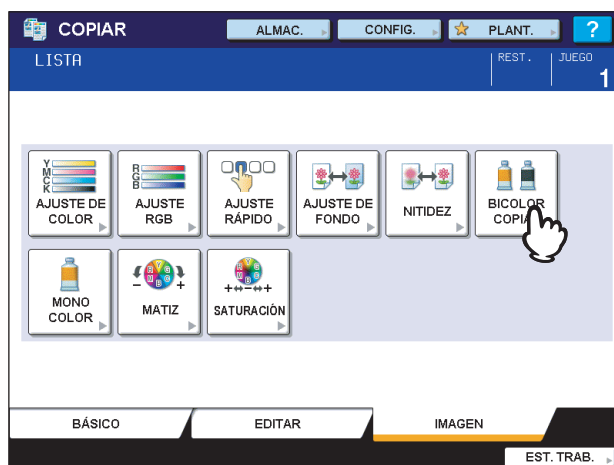 COPIAR
ALMAC.
CONFIG.
PLANT.
?
LISTA
REST.
JUEGO
1
Y
M
C
K
AJUSTE DE
COLOR
R
G
B
AJUSTE
RGB
AJUSTE
RÁPIDO
AJUSTE DE
FONDO
NITIDEZ
BICOLOR
MONO
COLOR
- +
MATIZ
+ - +
SATURACIÓN
BÁSICO
EDITAR
IMAGEN
EST. TRAB.